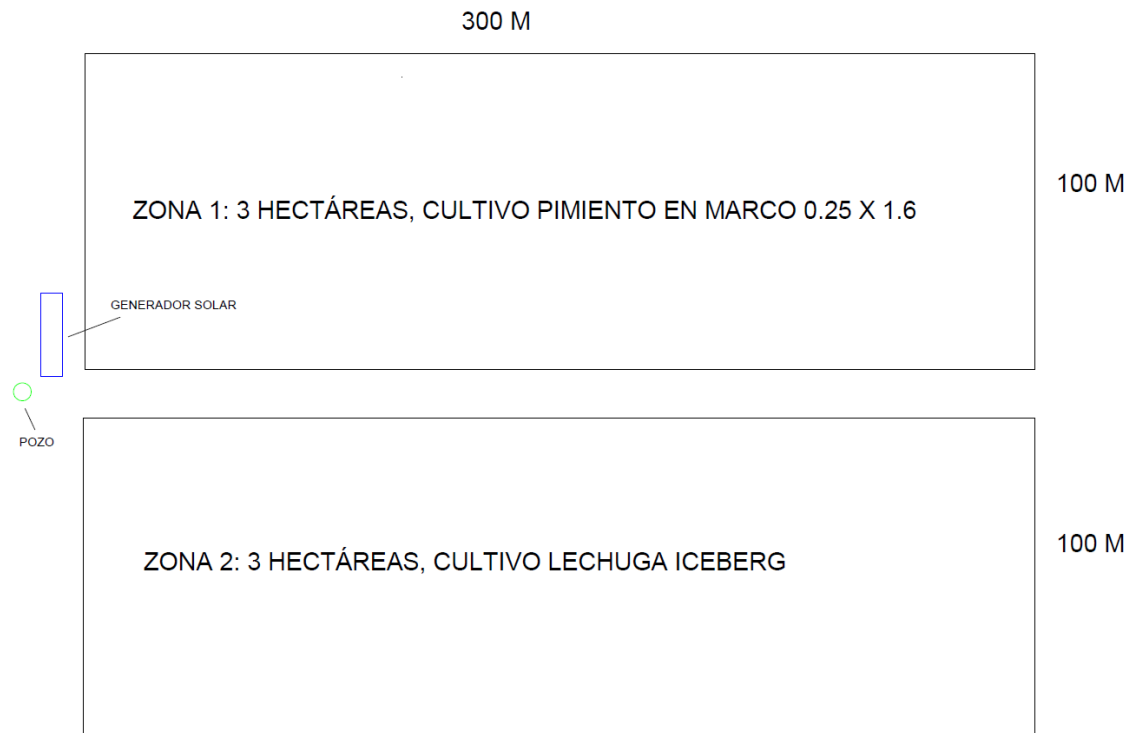 300 M
ZONA 1: 3 HECTÁREAS, CULTIVO PIMIENTO EN MARCO 0.25 X 1.6
100 M
GENERADOR SOLAR
POZO
ZONA 2: 3 HECTÁREAS, CULTIVO LECHUGA ICEBERG
100 M